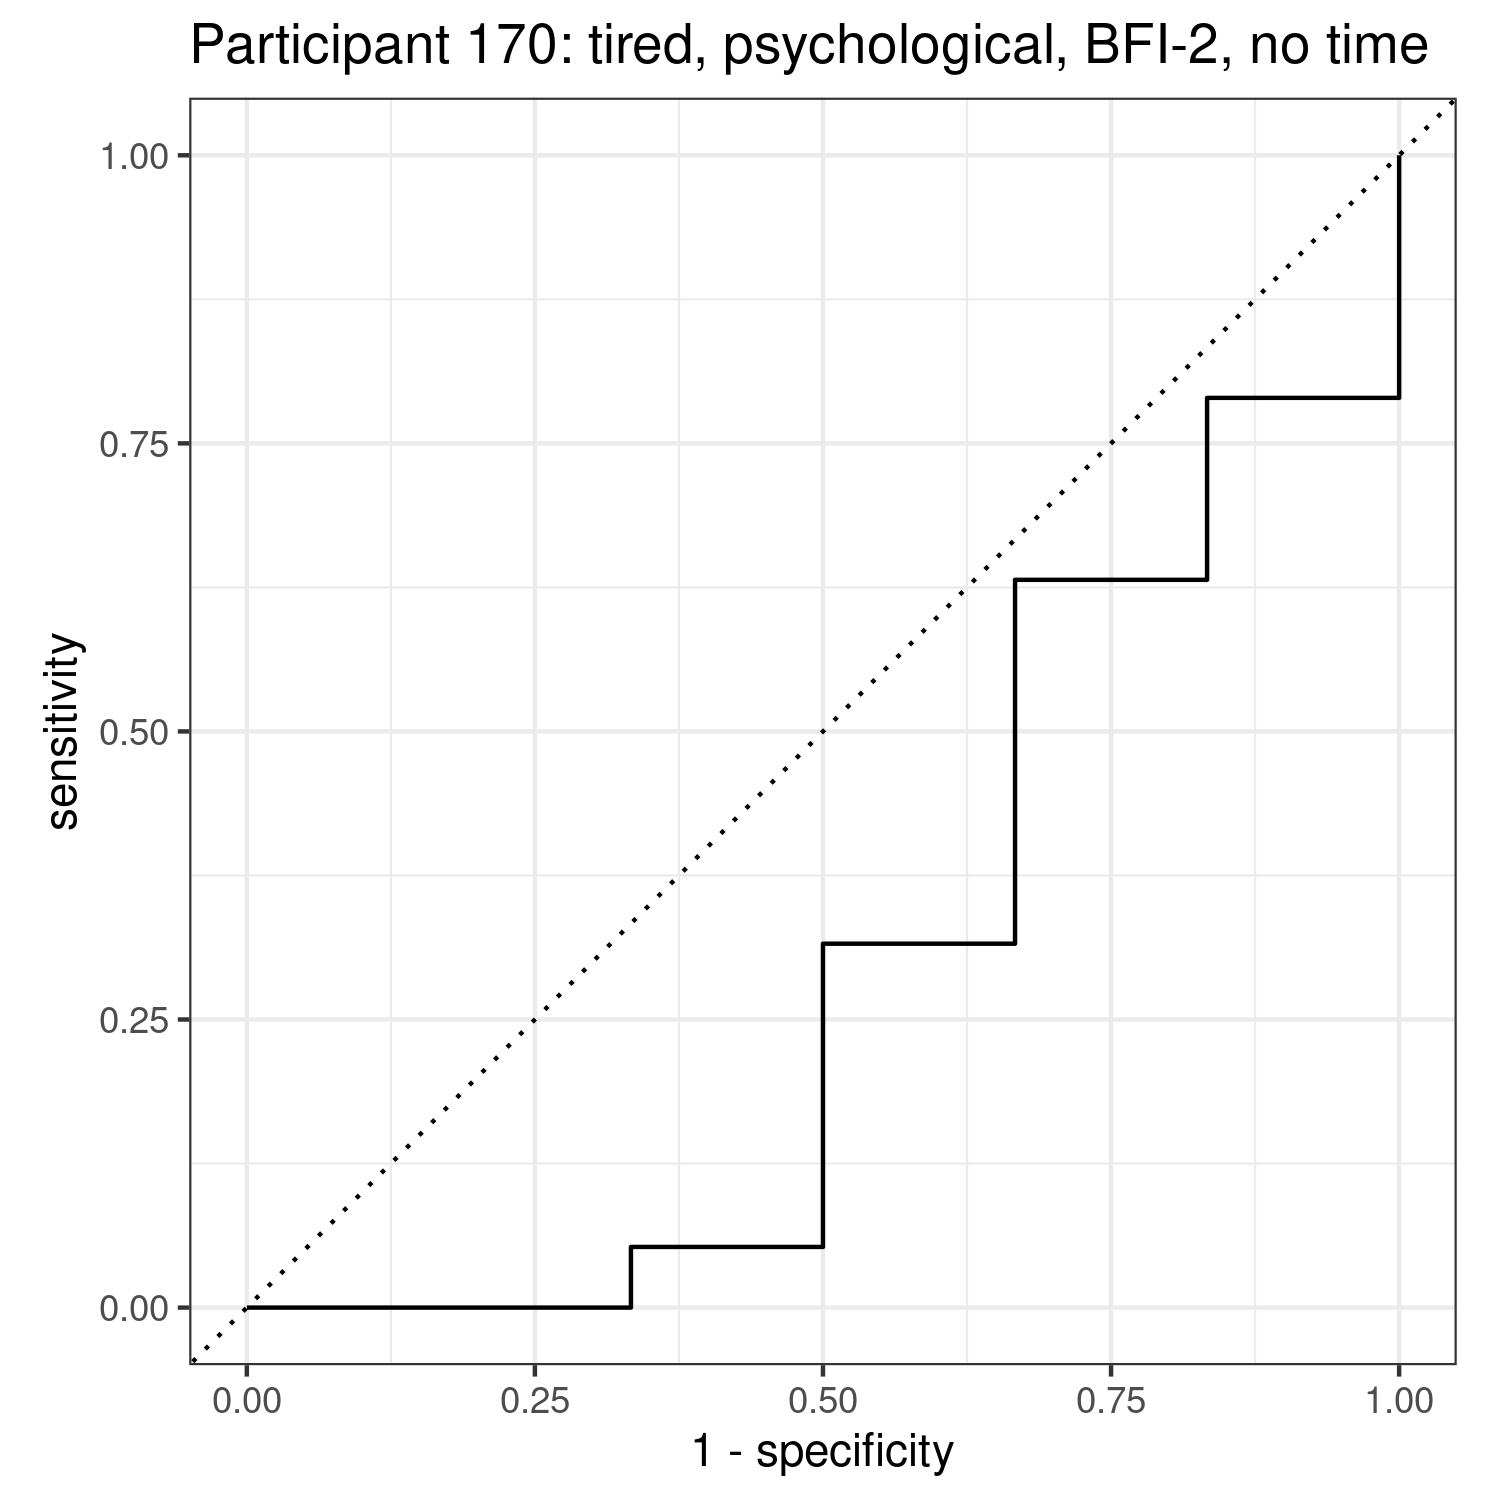 Participant 170: tired, psychological, BFI-2, no time
1.00
0.75
0.50
0.25
0.00
sensitivity
0.00 0.25 0.50 0.75 1.00
1 - specificity